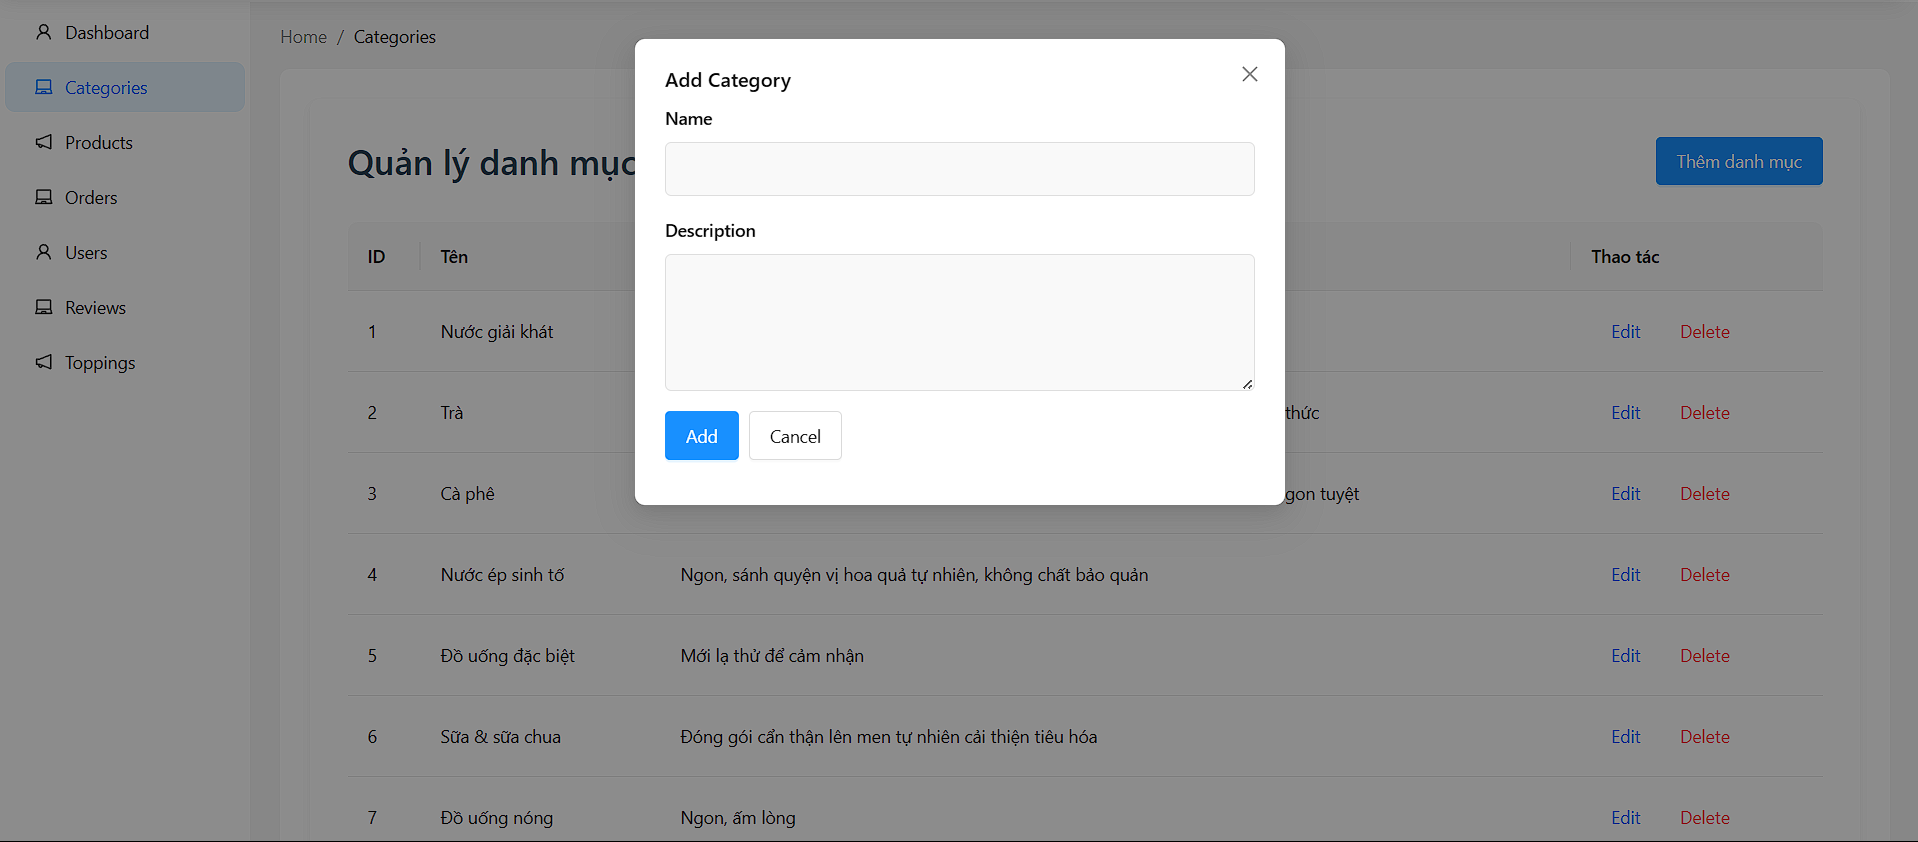 Dashboard
Categories
Products
Orders
Users
Reviews
Toppings
Home / Categories
Quản lý danh mục
Thêm danh mục
ID Tên Thao tác
1 Nước giải khát Edit Delete
2 Trà thức Edit Delete
3 Cà phê gon tuyệt Edit Delete
4 Nước ép sinh tố Ngon, sánh quyện vị hoa quả tự nhiên, không chất bảo quản Edit Delete
5 Đồ uống đặc biệt Mới lạ thử để cảm nhận Edit Delete
6 Sữa & sữa chua Đóng gói cẩn thận lên men tự nhiên cải thiện tiêu hóa Edit Delete
7 Đồ uống nóng Ngon, ấm lòng Edit Delete
Add Category
Name
Description
Add Cancel